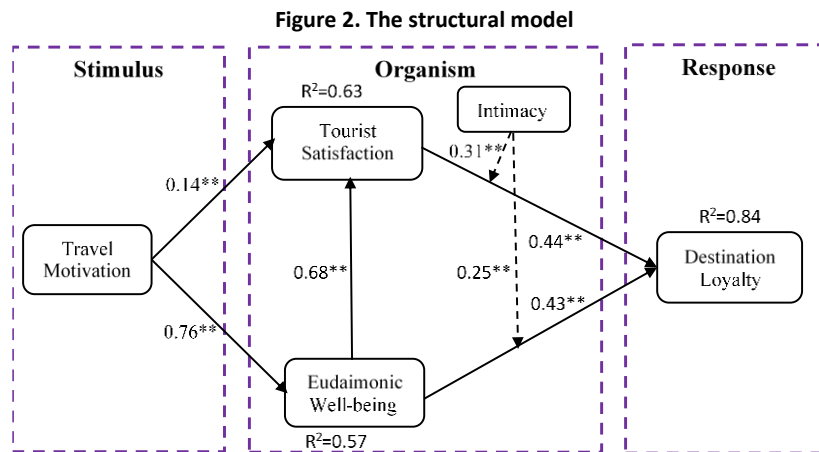 Figure 2. The structural model
Stimulus
Organism
Response
R²=0.63
Intimacy
Tourist
Satisfaction
0.31**
0.14**
R²=0.84
Travel
Motivation
0.68**
0.44**
Destination
Loyalty
0.25**
0.43**
0.76**
Eudaimonic
Well-being
R²=0.57